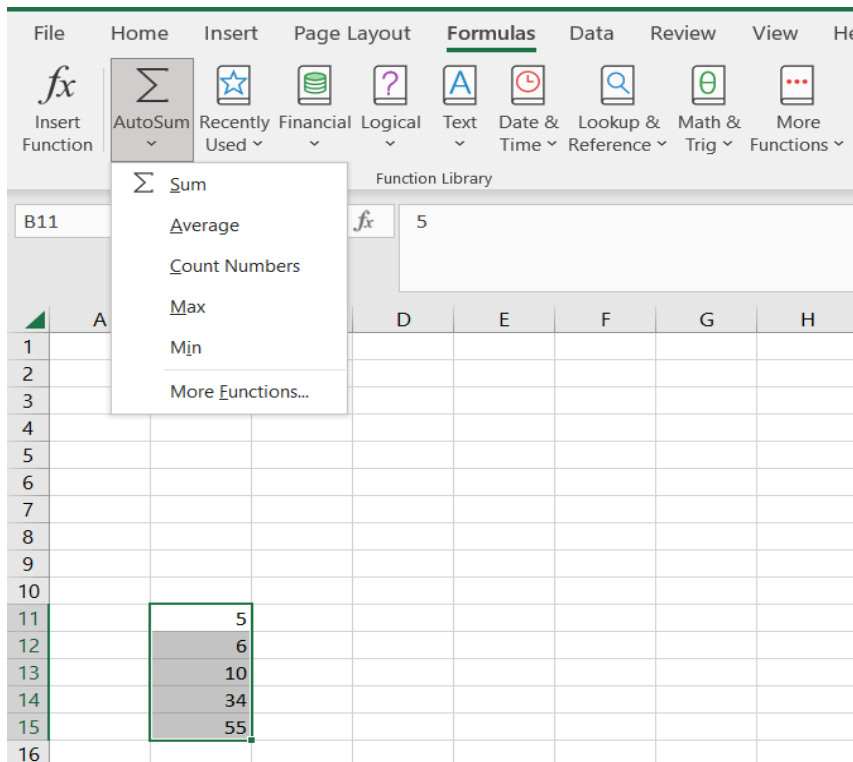 File Home Insert Page Layout Formulas Data Review View He
fx Σ ? A θ
Insert AutoSum Recently Financial Logical Text Date & Lookup & Math & More
Function Used Time Reference Trig Functions
Function Library
Σ Sum
Average
Count Numbers
Max
Min
More Functions...
B11 fx 5
A D E F G H
1
2
3
4
5
6
7
8
9
10
11 5
12 6
13 10
14 34
15 55
16